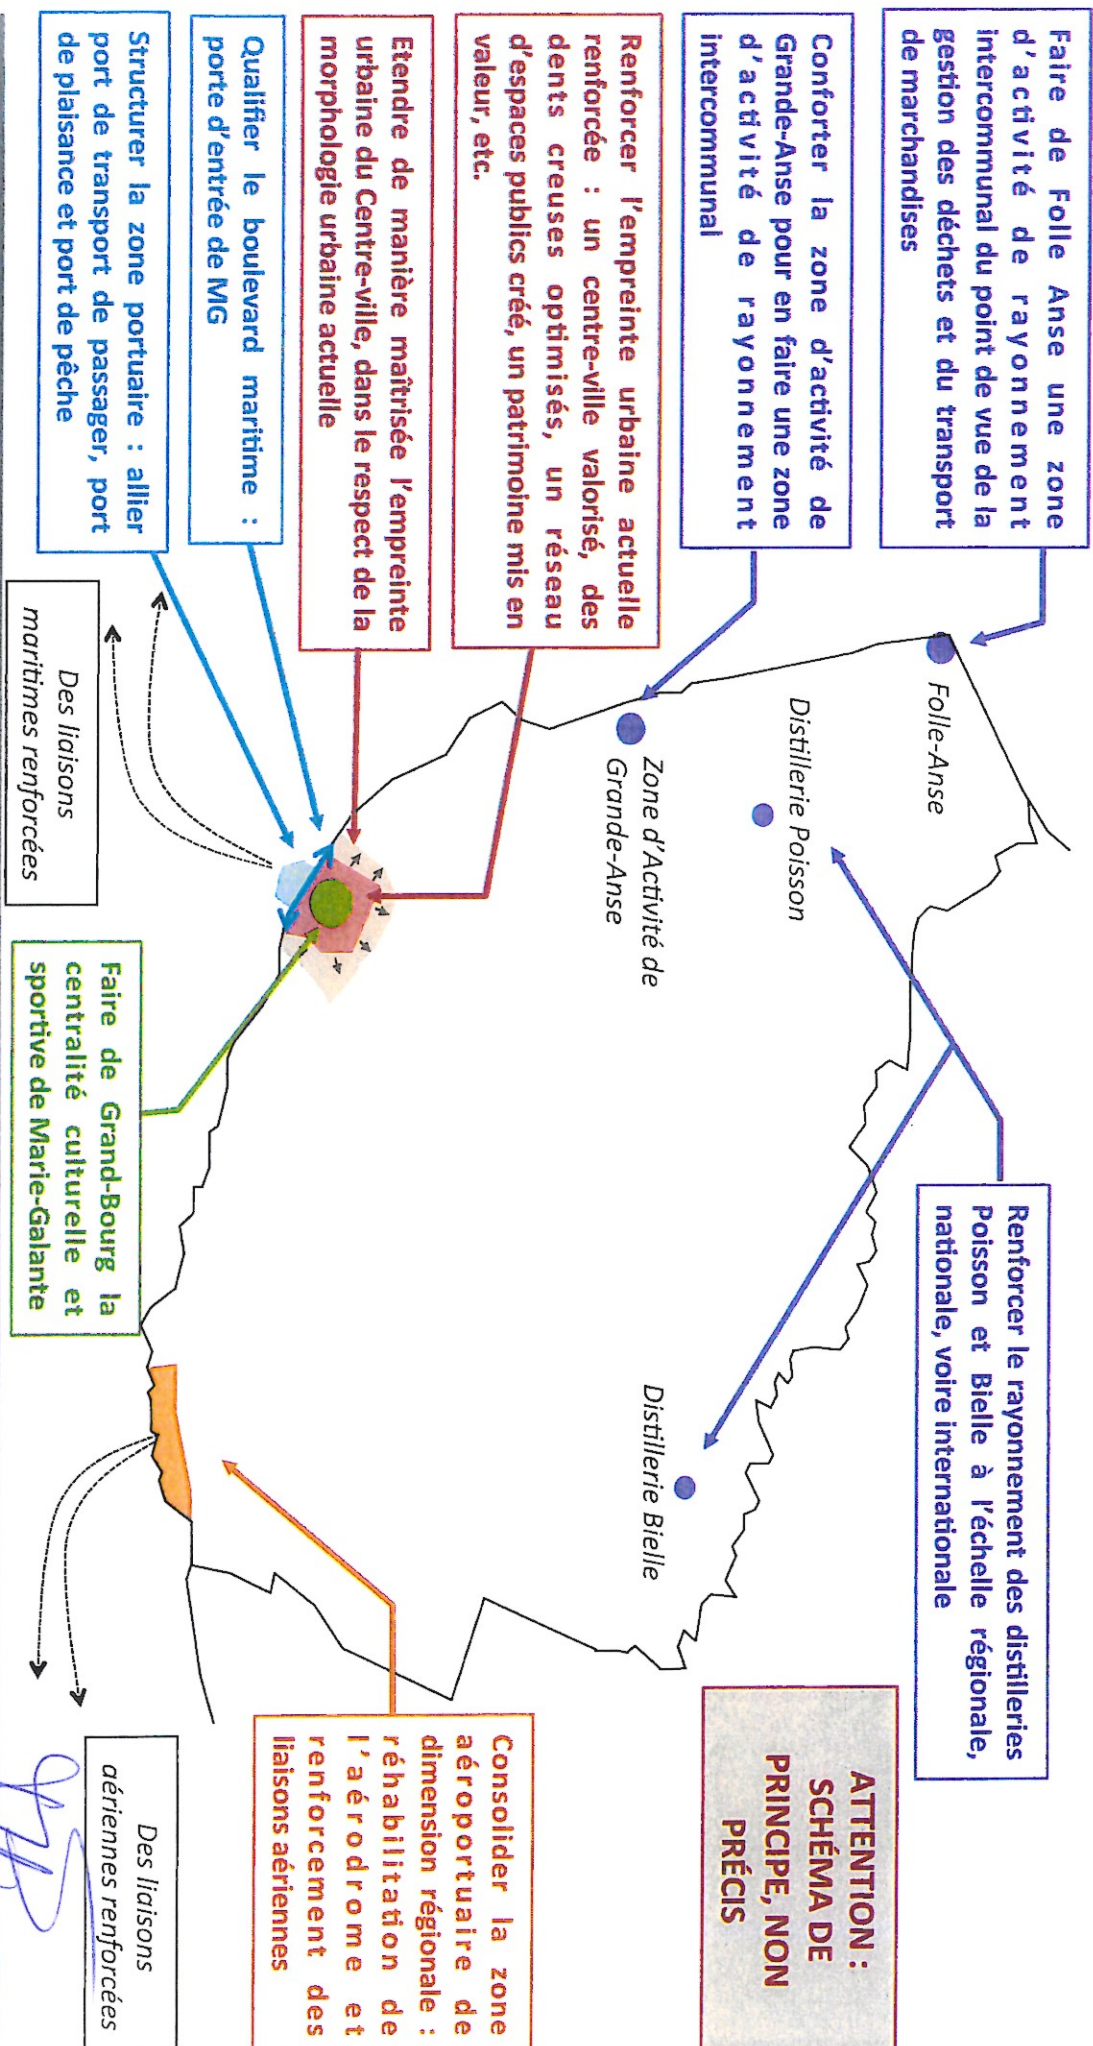 Faire de Folle Anse une zone
d'activité de rayonnement
intercommunal du point de vue de la
gestion des déchets et du transport
de marchandises
Conforter la zone d'activité de
Grande-Anse pour en faire une zone
d'activité de rayonnement
intercommunal
Renforcer l'empreinte urbaine actuelle
renforcée : un centre-ville valorisé, des
dents creuses optimisés, un réseau
d'espaces publics créé, un patrimoine mis en
valeur, etc.
Etendre de manière maîtrisée l'empreinte
urbaine du Centre-ville, dans le respect de la
morphologie urbaine actuelle
Qualifier le boulevard maritime :
porte d'entrée de MG
Structurer la zone portuaire : allier
port de transport de passager, port
de plaisance et port de pêche
Folle-Anse
Distillerie Poisson
Zone d'Activité de
Grande-Anse
Des liaisons
maritimes renforcées
Faire de Grand-Bourg la
centralité culturelle et
sportive de Marie-Galante
Renforcer le rayonnement des distilleries
Poisson et Bielle à l'échelle régionale,
nationale, voire internationale
Distillerie Bielle
ATTENTION :
SCHÉMA DE
PRINCIPE, NON
PRÉCIS
Consolider la zone
aéroportuaire de
dimension régionale :
réhabilitation de
l'aérodrome et
renforcement des
liaisons aériennes
Des liaisons
aériennes renforcées